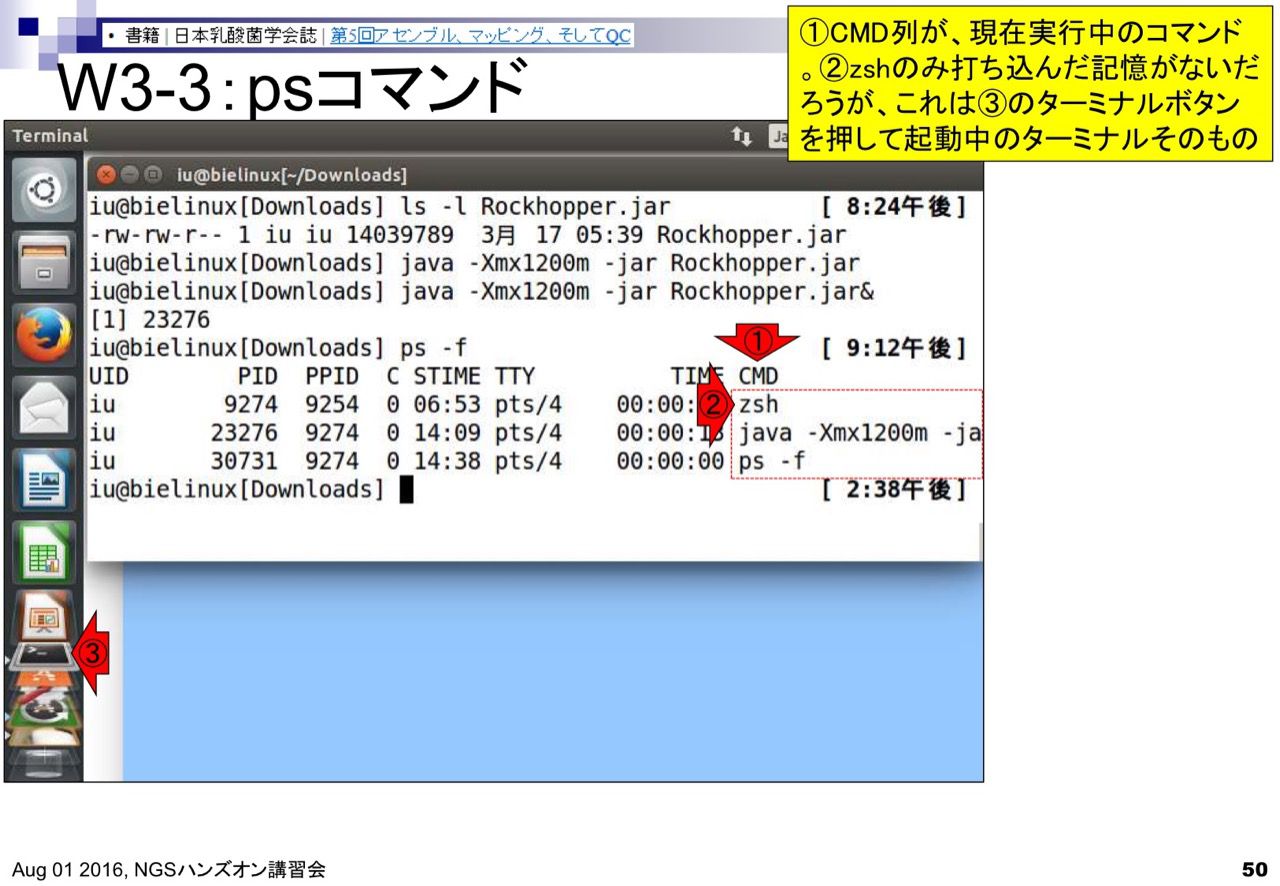 • 書籍 | 日本乳酸菌学会誌 | 第5回アセンブル、マッピング、そしてQC
W3-3：psコマンド
①CMD列が、現在実行中のコマンド
。②zshのみ打ち込んだ記憶がないだ
ろうが、これは③のターミナルボタン
を押して起動中のターミナルそのもの
Terminal
Ja
iu@bielinux[~/Downloads]
iu@bielinux[Downloads] ls -l Rockhopper.jar [ 8:24午後]
-rw-rw-r-- 1 iu iu 14039789 3月 17 05:39 Rockhopper.jar
iu@bielinux[Downloads] java -Xmx1200m -jar Rockhopper.jar
iu@bielinux[Downloads] java -Xmx1200m -jar Rockhopper.jar&
[1] 23276
①
iu@bielinux[Downloads] ps -f [ 9:12午後]
UID PID PPID C STIME TTY TIME CMD
iu 9274 9254 0 06:53 pts/4 00:00: ② zsh
iu 23276 9274 0 14:09 pts/4 00:00:13 java -Xmx1200m -ja
iu 30731 9274 0 14:38 pts/4 00:00:00 ps -f
iu@bielinux[Downloads] [ 2:38午後]
③
Aug 01 2016, NGSハンズオン講習会
50